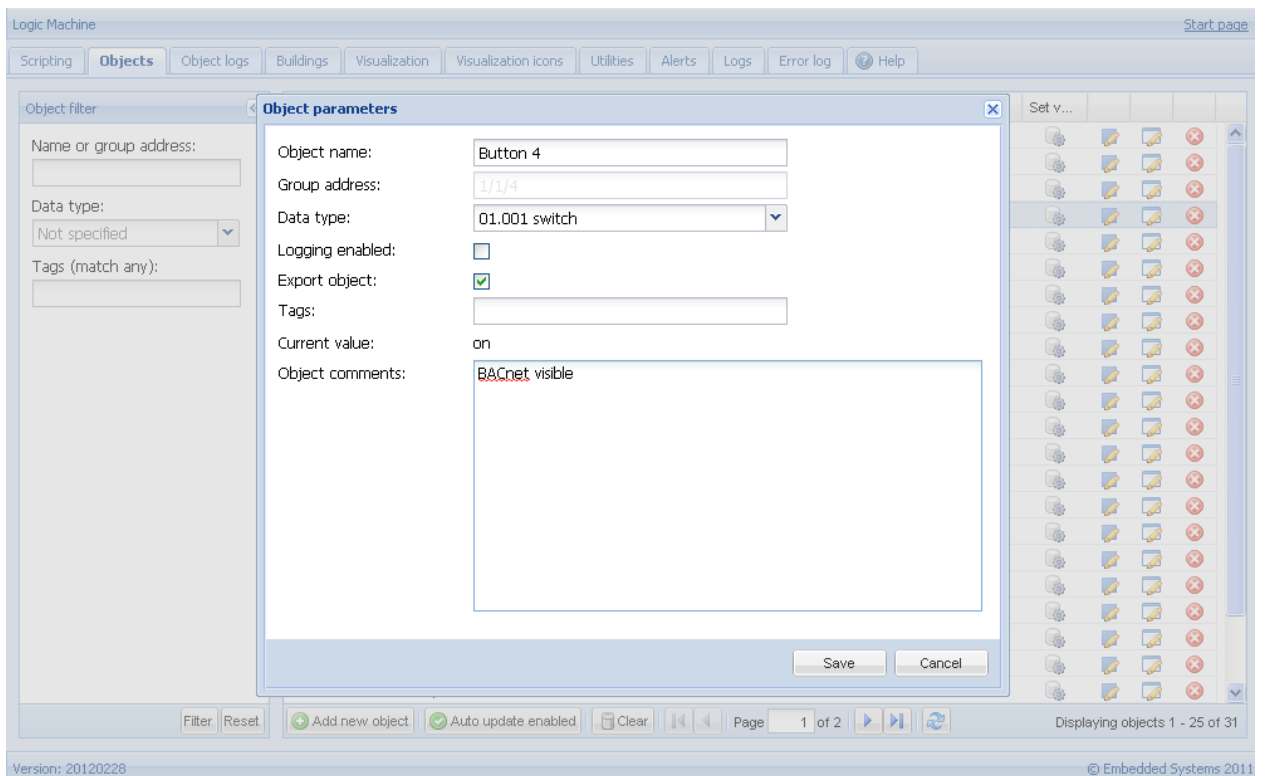 Logic Machine Start page
Scripting Objects Object logs Buildings Visualization Visualization icons Utilities Alerts Logs Error log Help
Object filter
Object parameters
Set v...
Name or group address:
Data type:
Not specified
Tags (match any):
Object name: Button 4
Group address: 1/1/4
Data type: 01.001 switch
Logging enabled:
Export object:
Tags:
Current value: on
Object comments: BACnet visible
Save Cancel
Filter Reset Add new object Auto update enabled Clear Page 1 of 2 Displaying objects 1 - 25 of 31
Version: 20120228 © Embedded Systems 2011